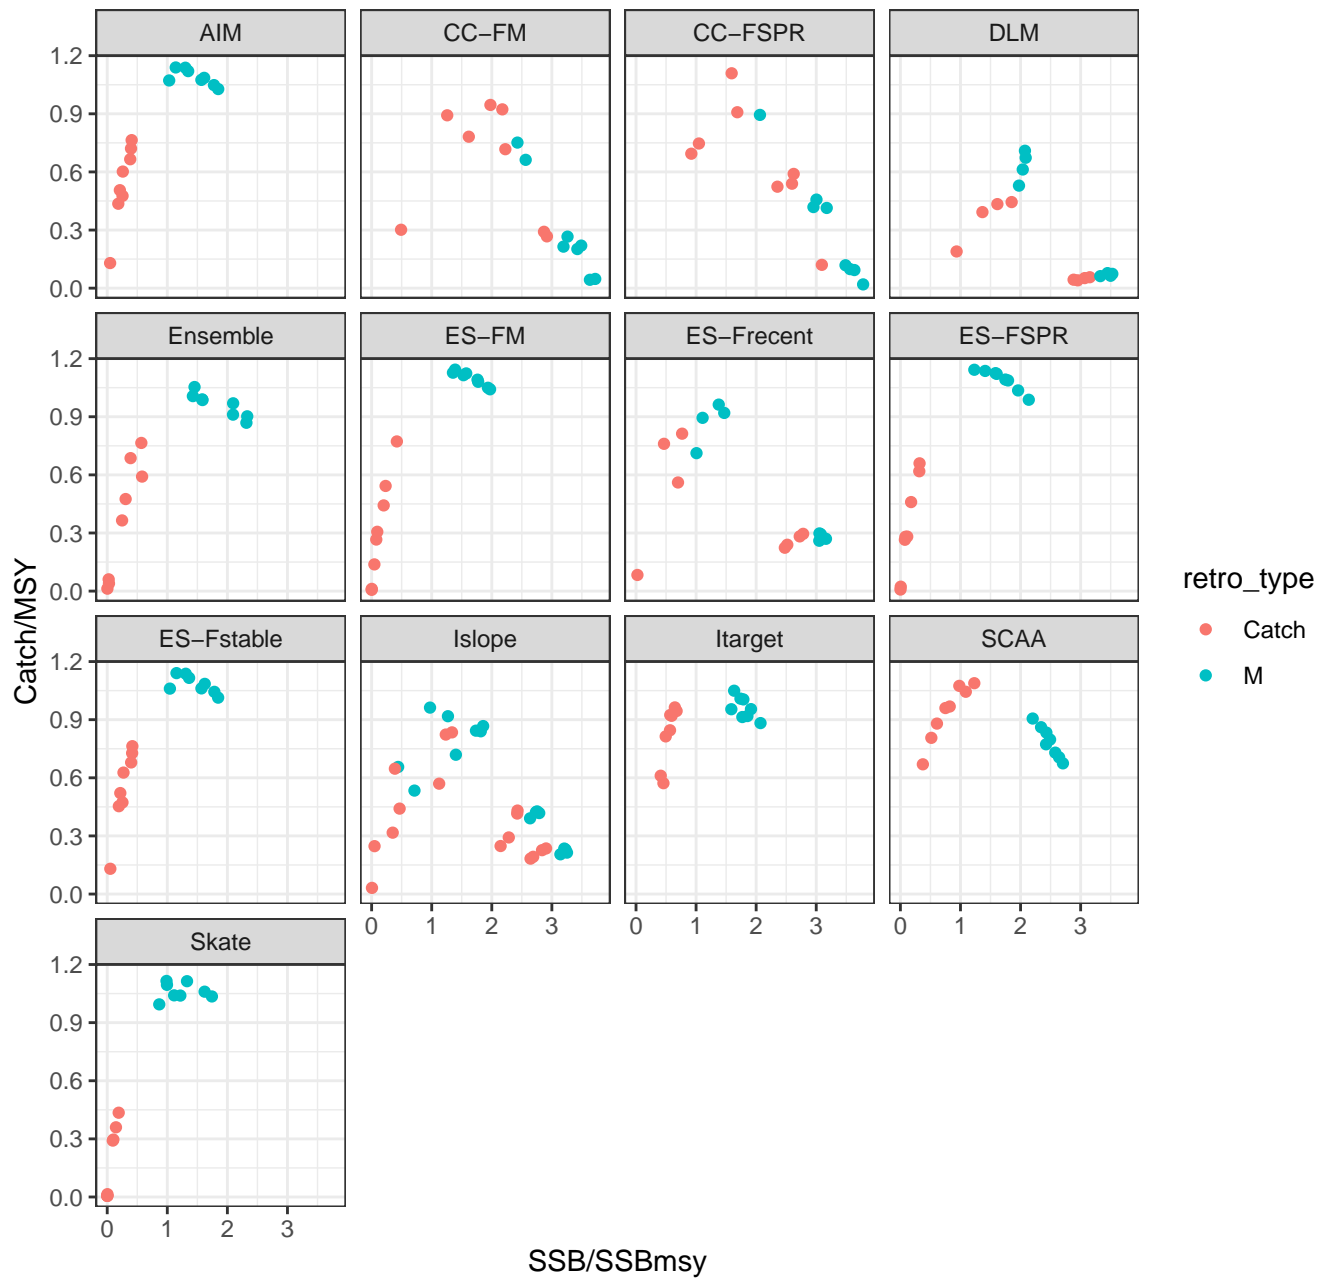 AIM CC−FM CC−FSPR DLM
1.2
0.9
0.6
0.3
0.0
Ensemble ES−FM ES−Frecent ES−FSPR
1.2
0.9
0.6
0.3
0.0
ES−Fstable Islope Itarget SCAA
1.2
0.9
0.6
0.3
0.0
0 1 2 3 0 1 2 3 0 1 2 3
Skate
1.2
0.9
0.6
0.3
0.0
0 1 2 3
SSB/SSBmsy
Catch/MSY
retro_type
Catch
M